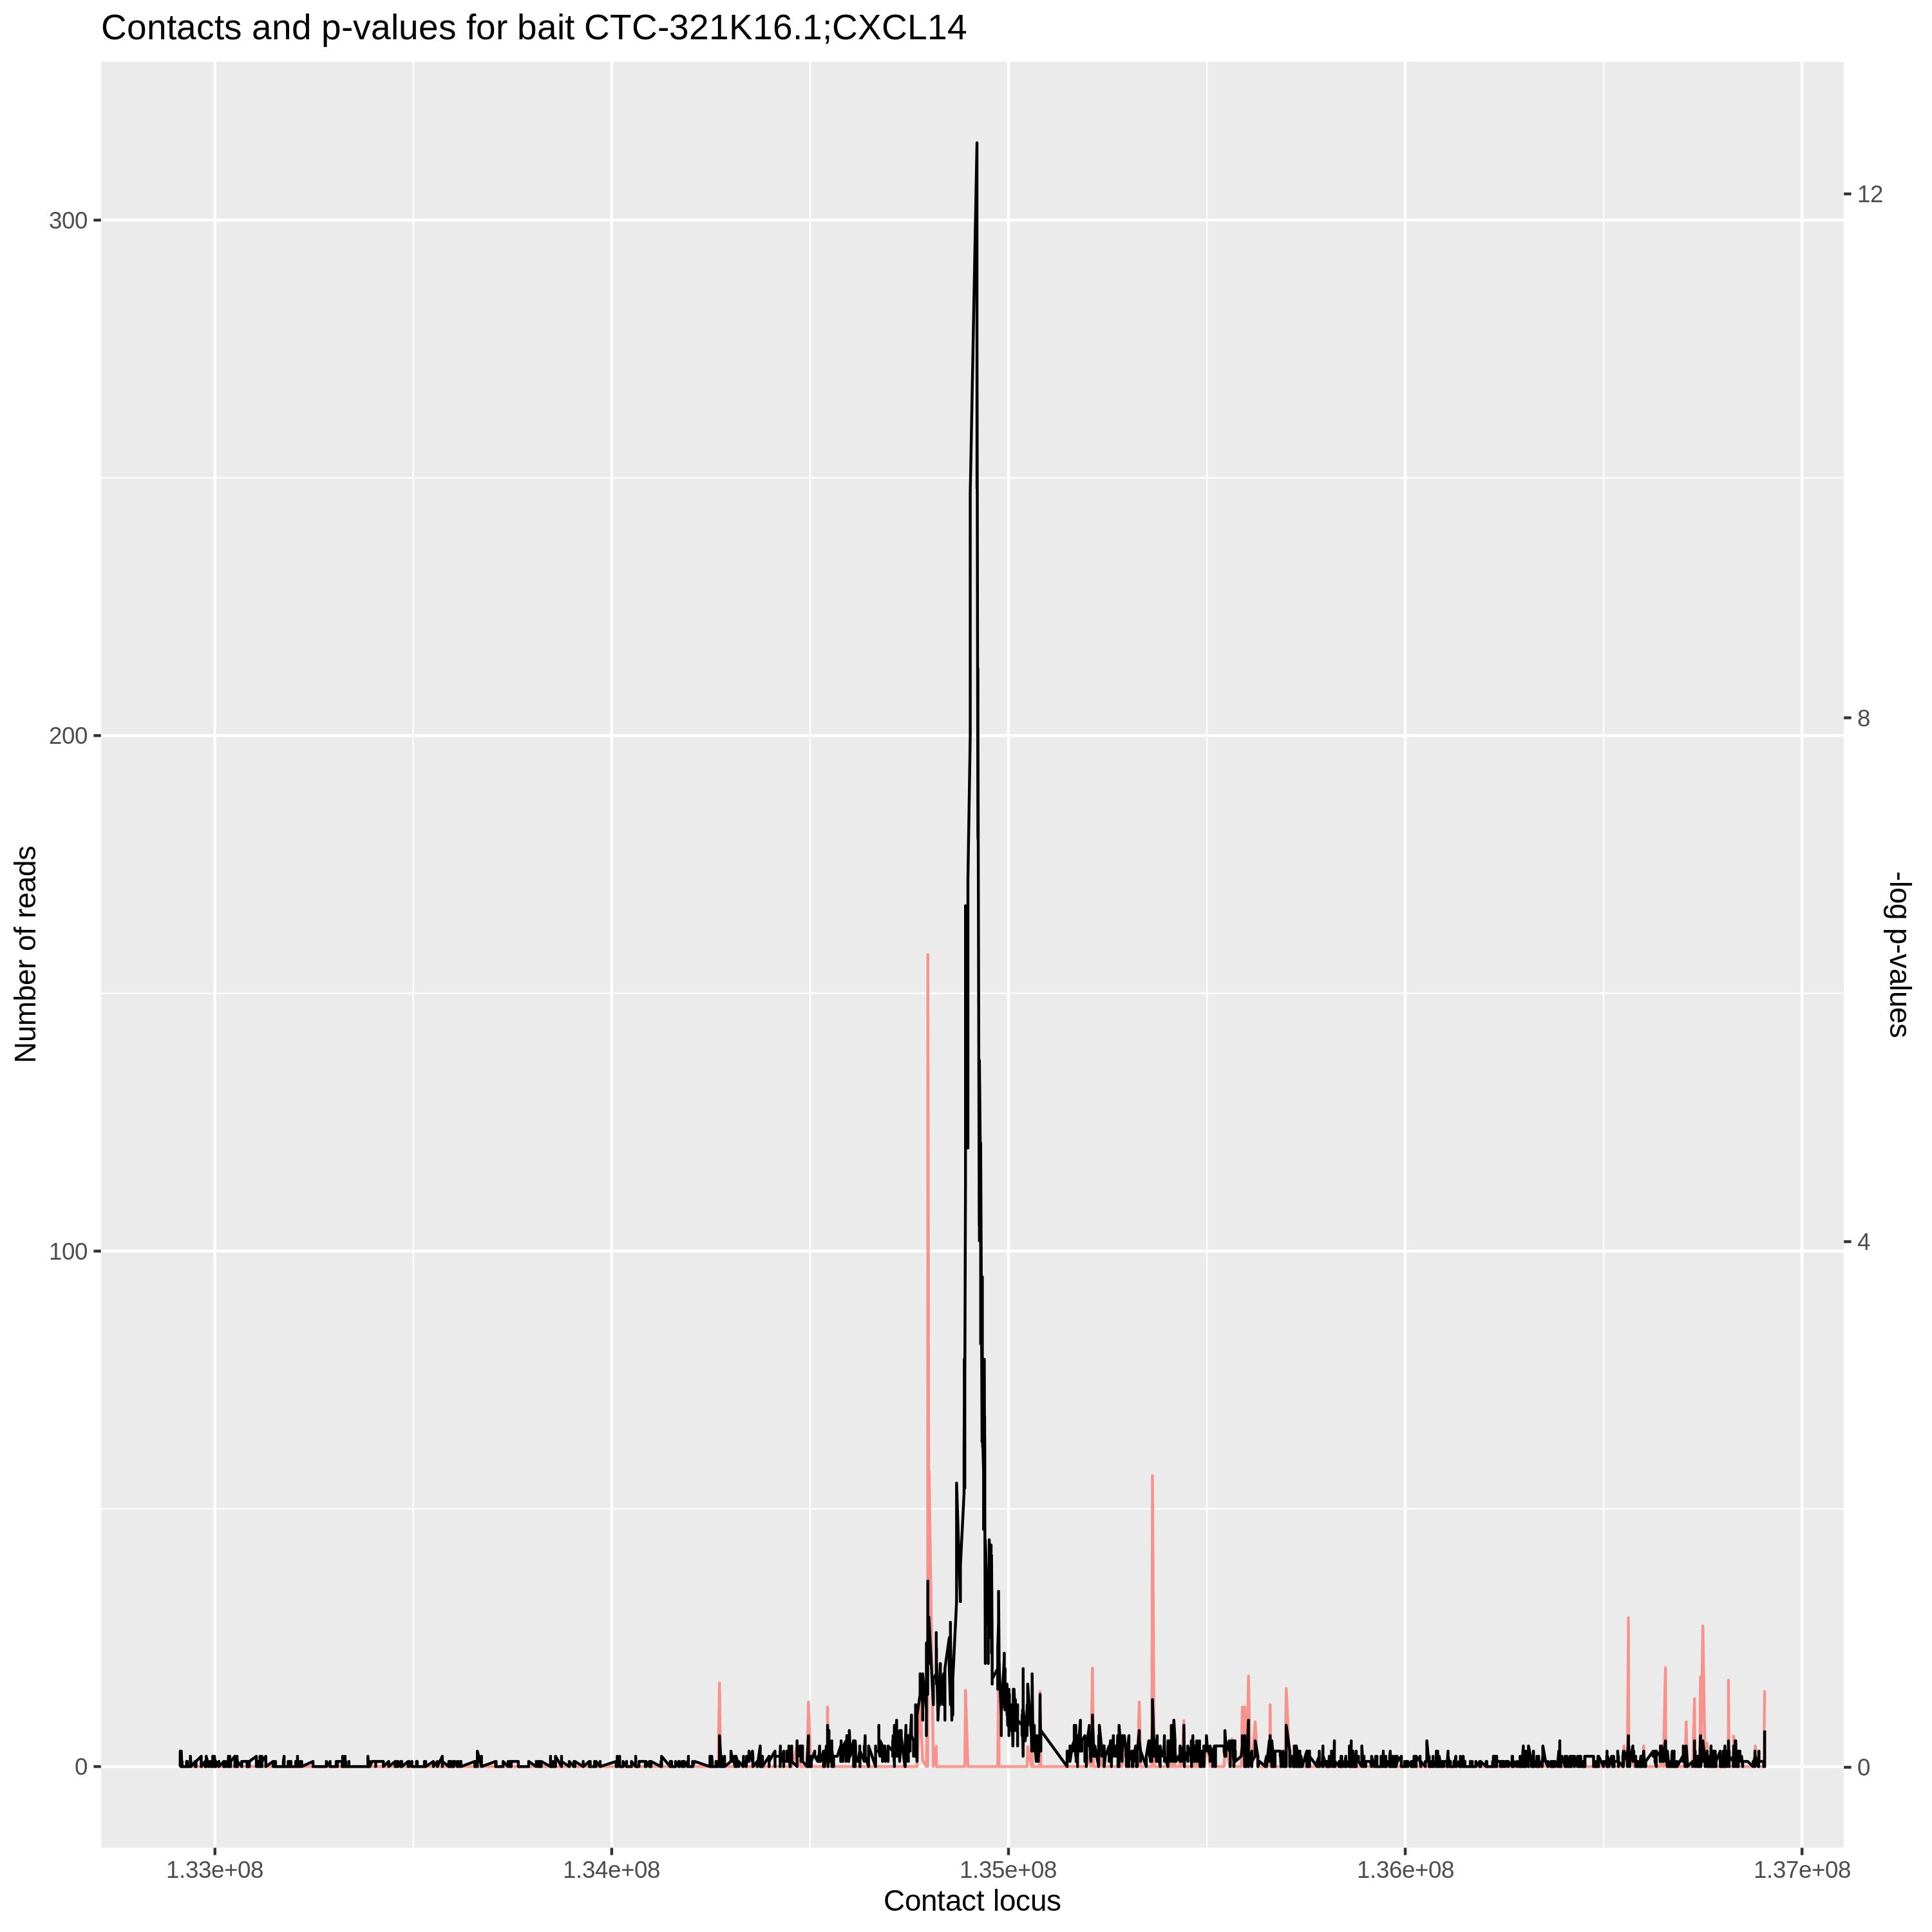 Contacts and p-values for bait CTC-321K16.1;CXCL14
300
200
100
0
Number of reads
12
8
4
0
-log p-values
1.33e+08
1.34e+08
1.35e+08
1.36e+08
1.37e+08
Contact locus